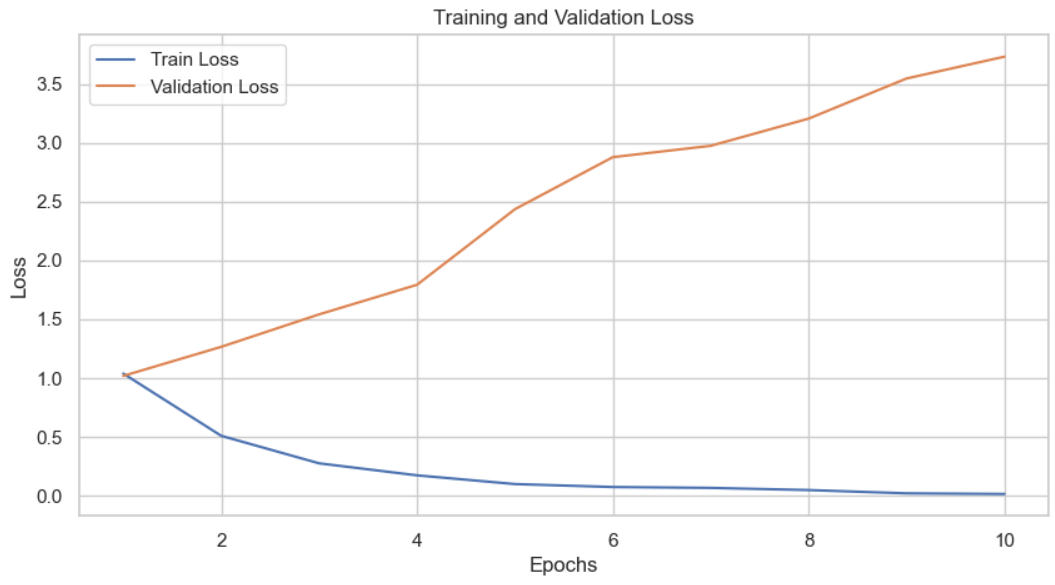 Training and Validation Loss
Train Loss
Validation Loss
3.5
3.0
2.5
2.0
1.5
1.0
0.5
0.0
Loss
2
4
6
8
10
Epochs